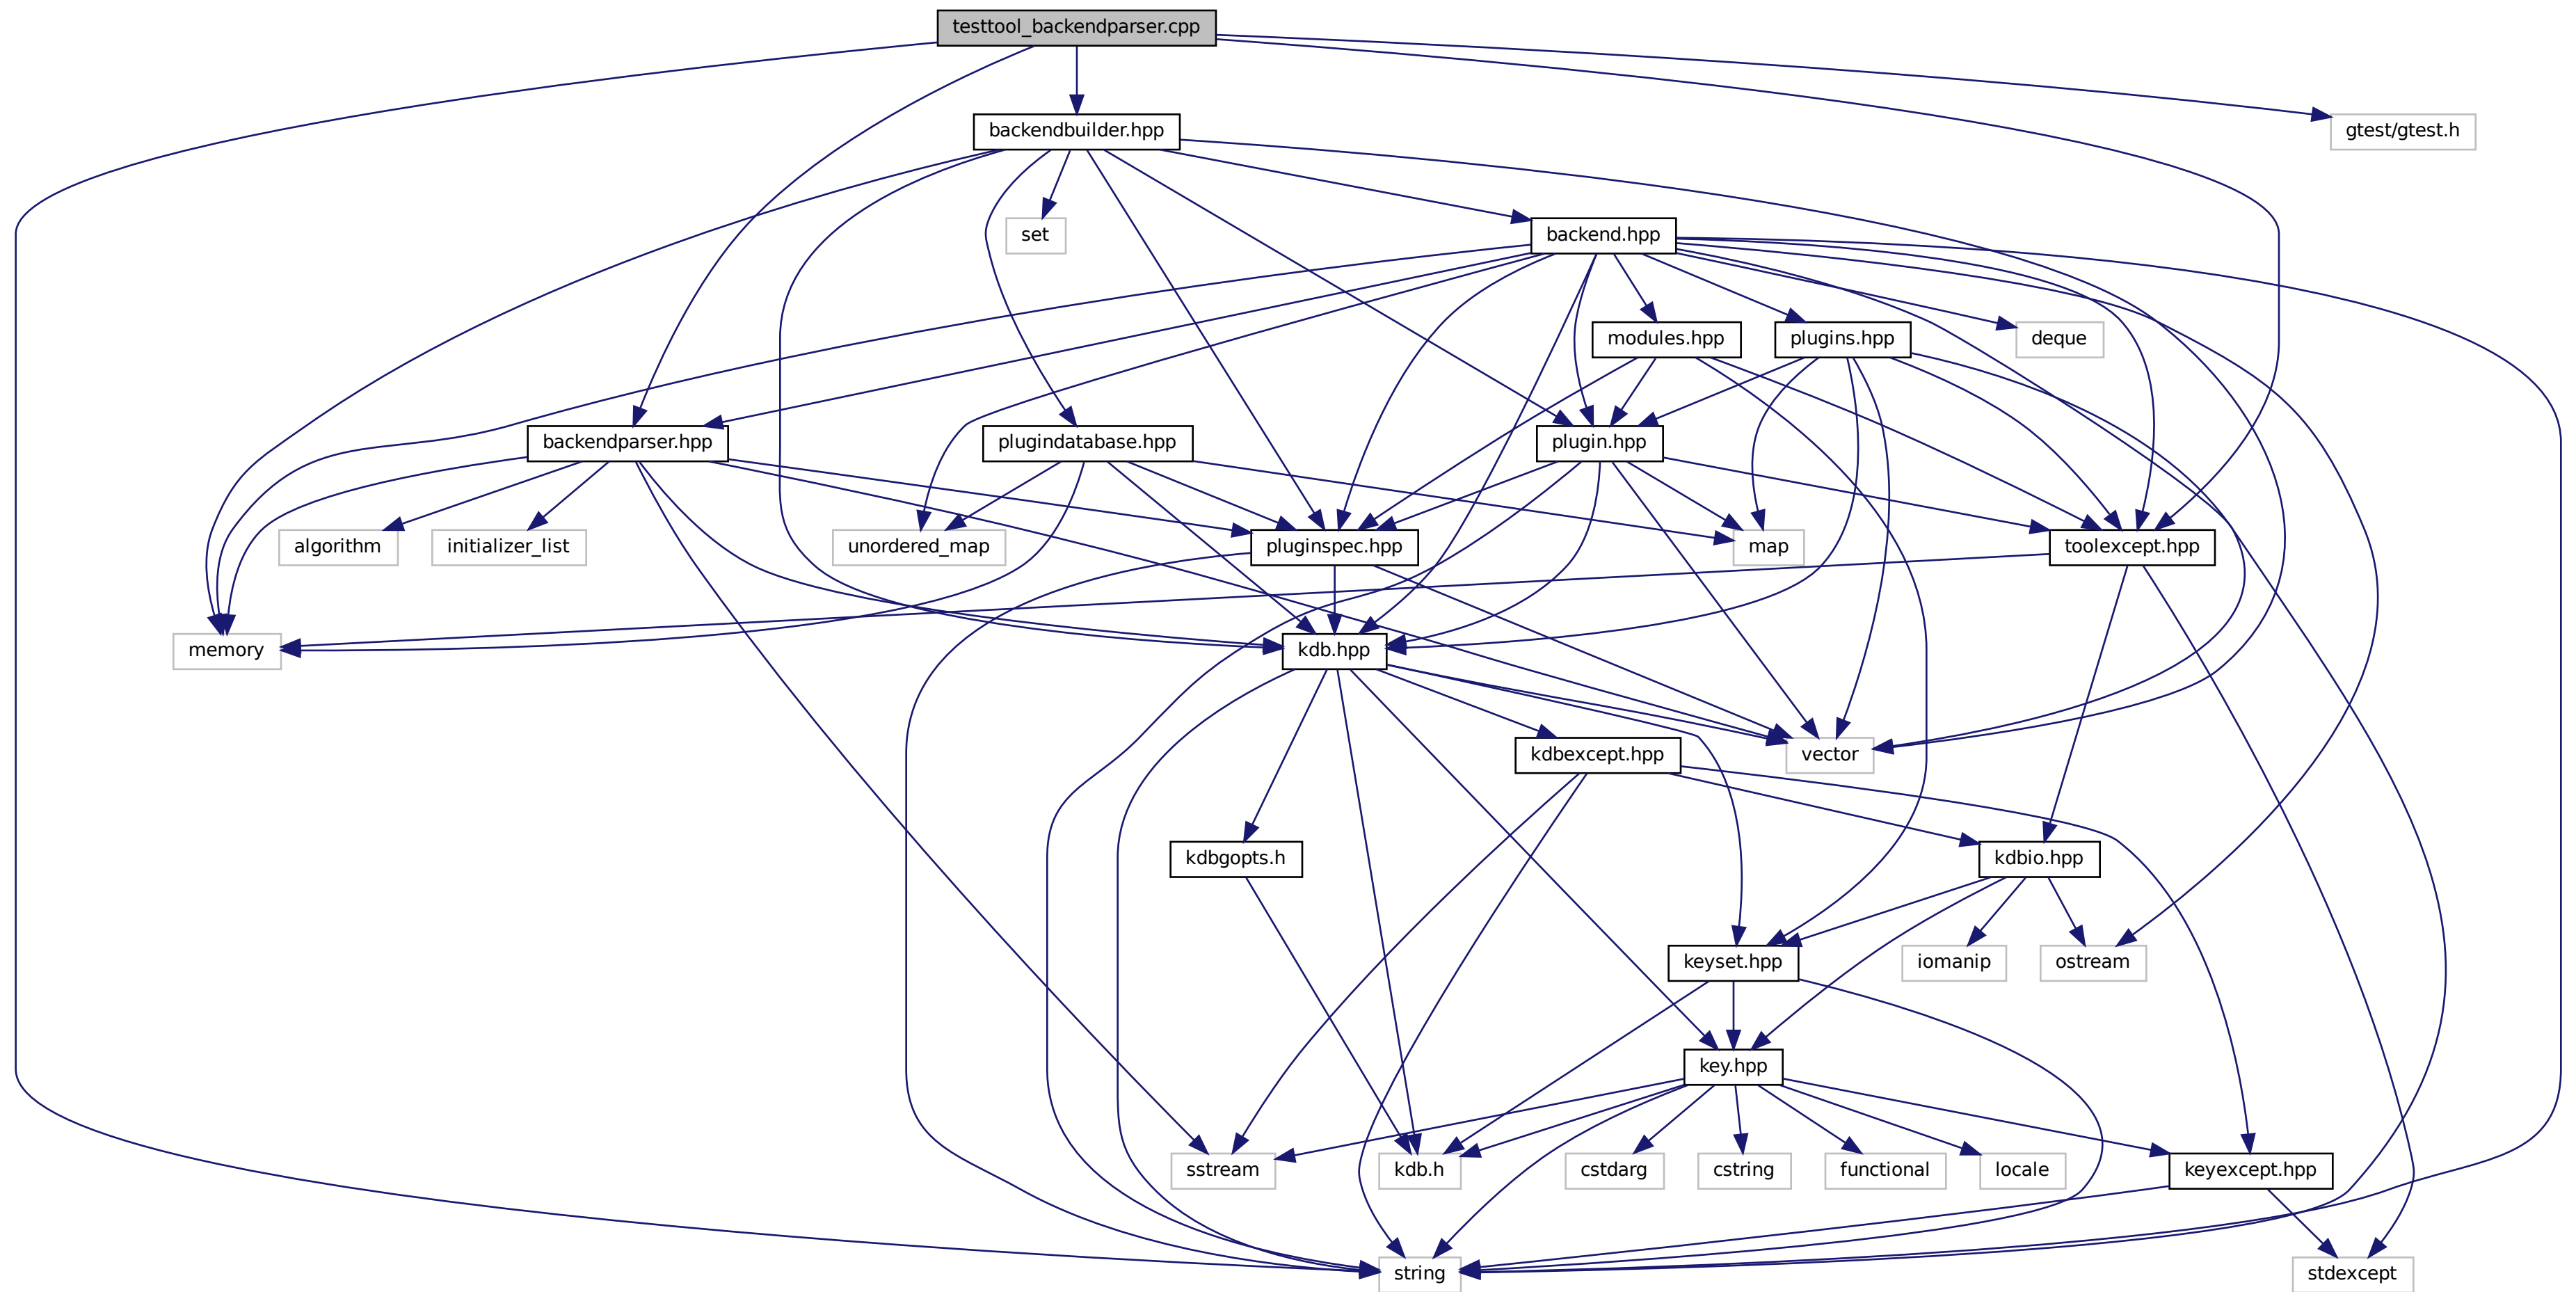 testtool_backendparser.cpp
backendbuilder.hpp
gtest/gtest.h
set
backend.hpp
modules.hpp
plugins.hpp
deque
backendparser.hpp
plugindatabase.hpp
plugin.hpp
algorithm
initializer_list
unordered_map
pluginspec.hpp
map
toolexcept.hpp
memory
kdb.hpp
kdbexcept.hpp
vector
kdbgopts.h
kdbio.hpp
keyset.hpp
iomanip
ostream
key.hpp
sstream
kdb.h
cstdarg
cstring
functional
locale
keyexcept.hpp
string
stdexcept